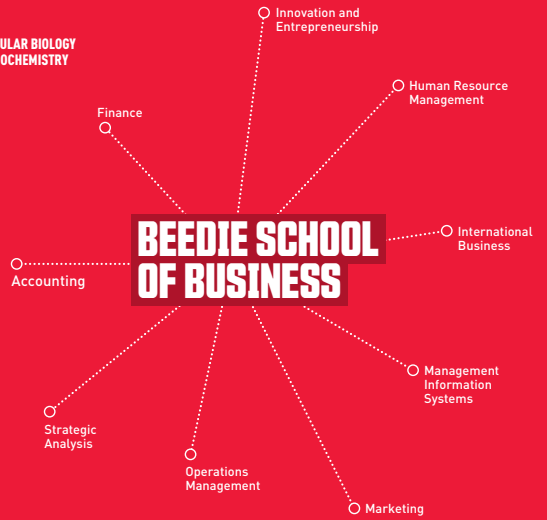 Innovation and
Entrepreneurship
ULAR BIOLOGY
OCHEMISTRY
Human Resource
Management
Finance
BEEDIE SCHOOL
OF BUSINESS
International
Business
Accounting
Management
Information
Systems
Strategic
Analysis
Operations
Management
Marketing